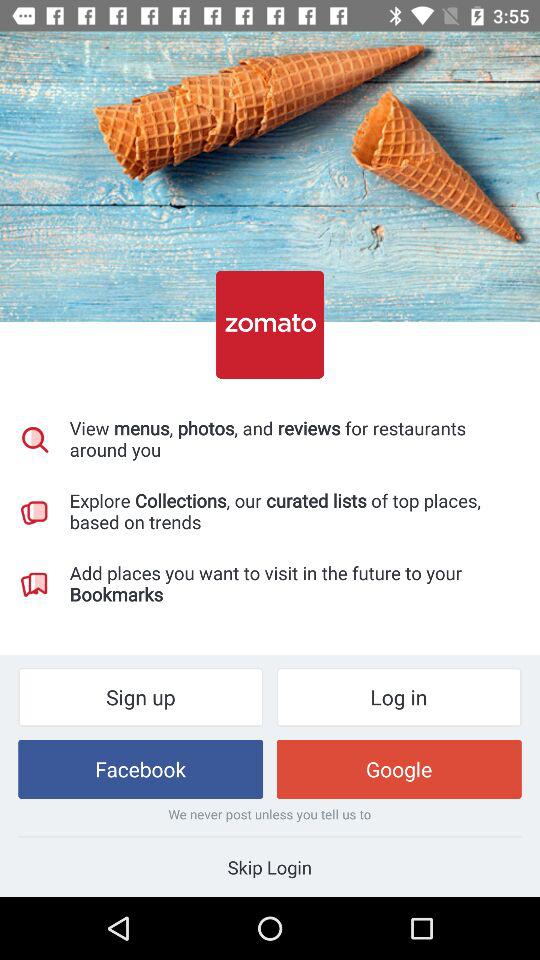 3:55
zomato
View menus, photos, and reviews for restaurants
around you
Explore Collections, our curated lists of top places,
based on trends
Add places you want to visit in the future to your
Bookmarks
Sign up
Log in
Facebook
Google
We never post unless you tell us to
Skip Login